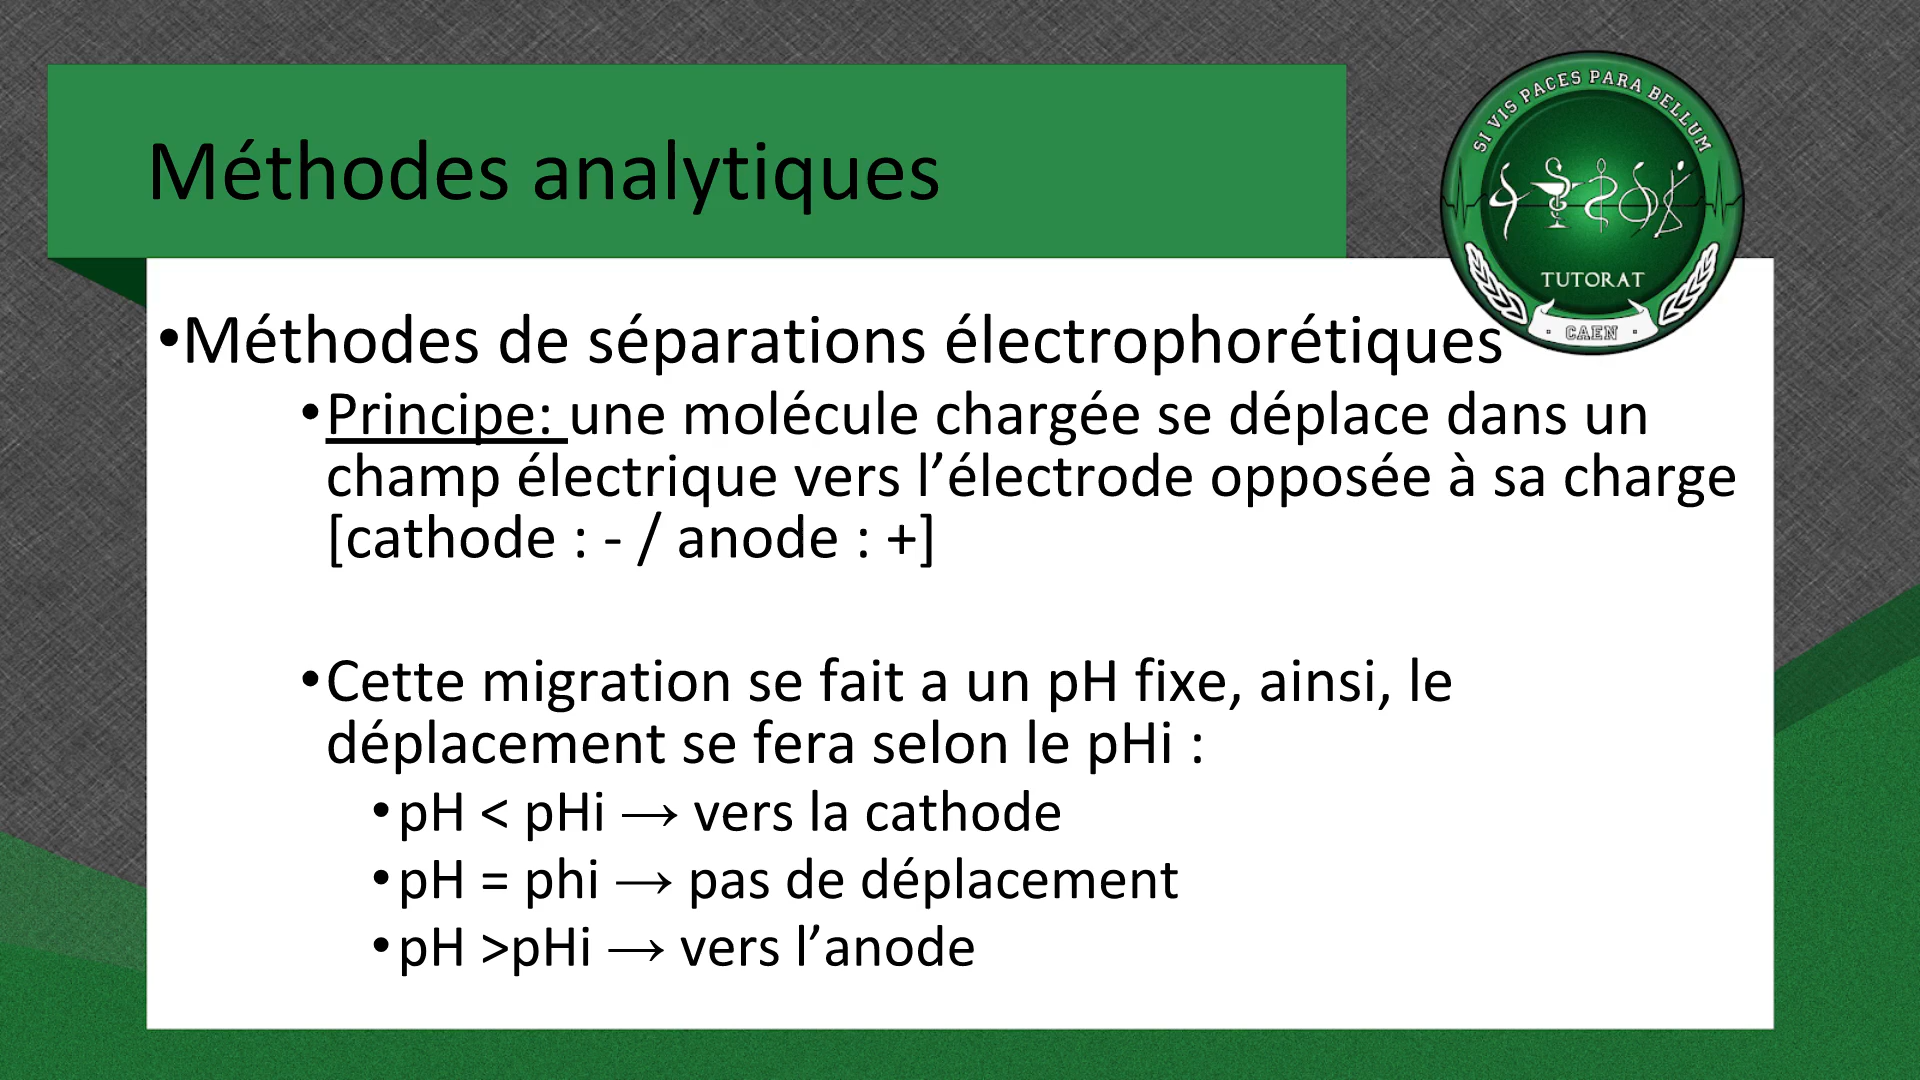 Méthodes analytiques
SI VIS PACES PARA BELLUM
TUTORAT
· CAEN ·
•Méthodes de séparations électrophorétiques
•Principe: une molécule chargée se déplace dans un
champ électrique vers l’électrode opposée à sa charge
[cathode : - / anode : +]
•Cette migration se fait a un pH fixe, ainsi, le
déplacement se fera selon le pHi :
•pH < pHi → vers la cathode
•pH = phi → pas de déplacement
•pH >pHi → vers l’anode